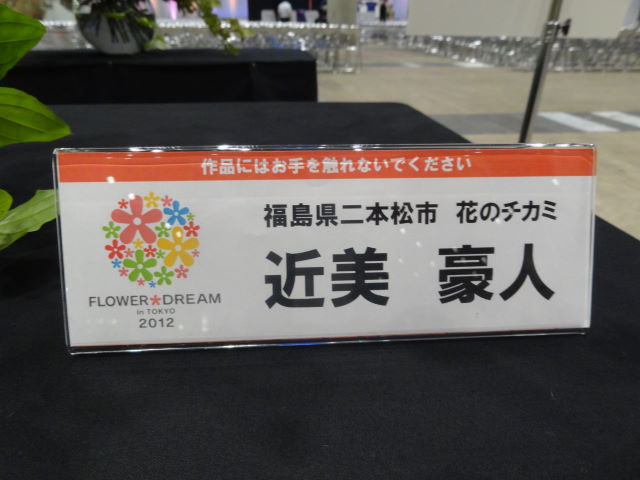 作品にはお手を触れないでください
福島県二本松市 花のチカミ
近美 豪人
FLOWER*DREAM
in TOKYO
2012